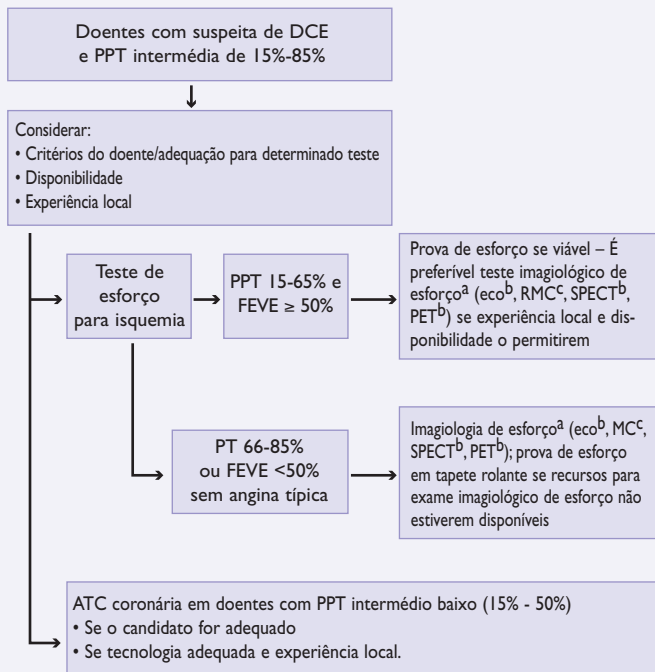 Doentes com suspeita de DCE
e PPT intermédia de 15%-85%
Considerar:
• Critérios do doente/adequação para determinado teste
• Disponibilidade
• Experiência local
Teste de
esforço
para isquemia
PPT 15-65% e
FEVE ≥ 50%
Prova de esforço se viável – É
preferível teste imagiológico de
esforçoa (ecob, RMCc, SPECTb,
PETb) se experiência local e dis-
ponibilidade o permitirem
PT 66-85%
ou FEVE <50%
sem angina típica
Imagiologia de esforçoa (ecob, MCc,
SPECTb, PETb); prova de esforço
em tapete rolante se recursos para
exame imagiológico de esforço não
estiverem disponíveis
ATC coronária em doentes com PPT intermédio baixo (15% - 50%)
• Se o candidato for adequado
• Se tecnologia adequada e experiência local.